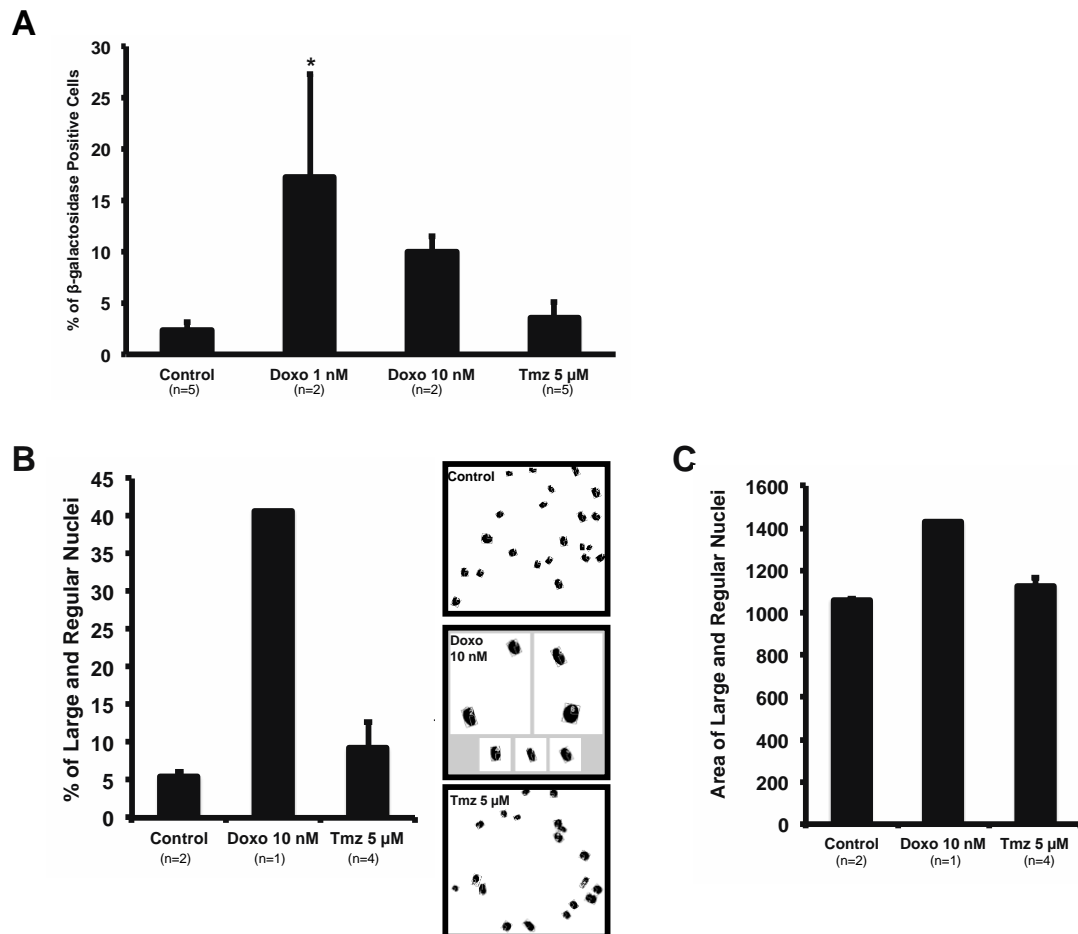 A
% of β-galactosidase Positive Cells
30
25
20
15
10
5
0
*
Control
(n=5)
Doxo 1 nM
(n=2)
Doxo 10 nM
(n=2)
Tmz 5 µM
(n=5)
B
% of Large and Regular Nuclei
45
40
35
30
25
20
15
10
5
0
Control
(n=2)
Doxo 10 nM
(n=1)
Tmz 5 µM
(n=4)
Control
Doxo
10 nM
Tmz 5 µM
C
Area of Large and Regular Nuclei
1600
1400
1200
1000
800
600
400
200
0
Control
(n=2)
Doxo 10 nM
(n=1)
Tmz 5 µM
(n=4)